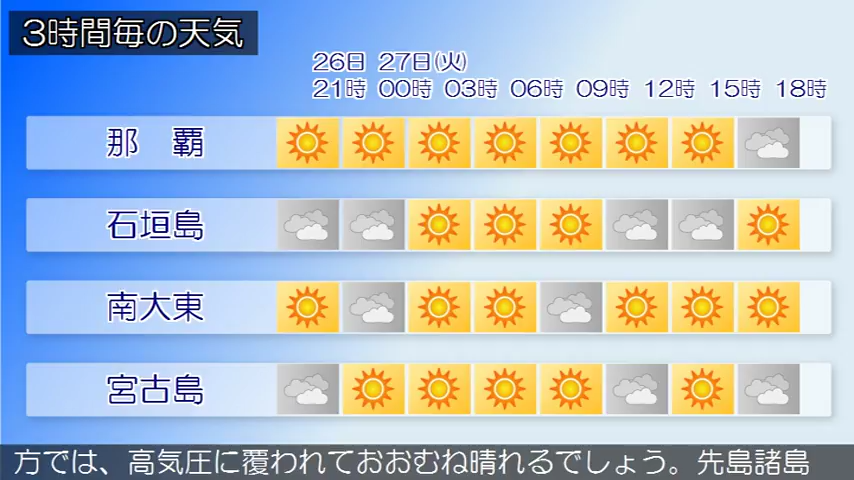 3時間毎の天気
26日 27日(火)
21時 00時 03時 06時 09時 12時 15時 18時
那 覇
石垣島
南大東
宮古島
方では、高気圧に覆われておおむね晴れるでしょう。先島諸島